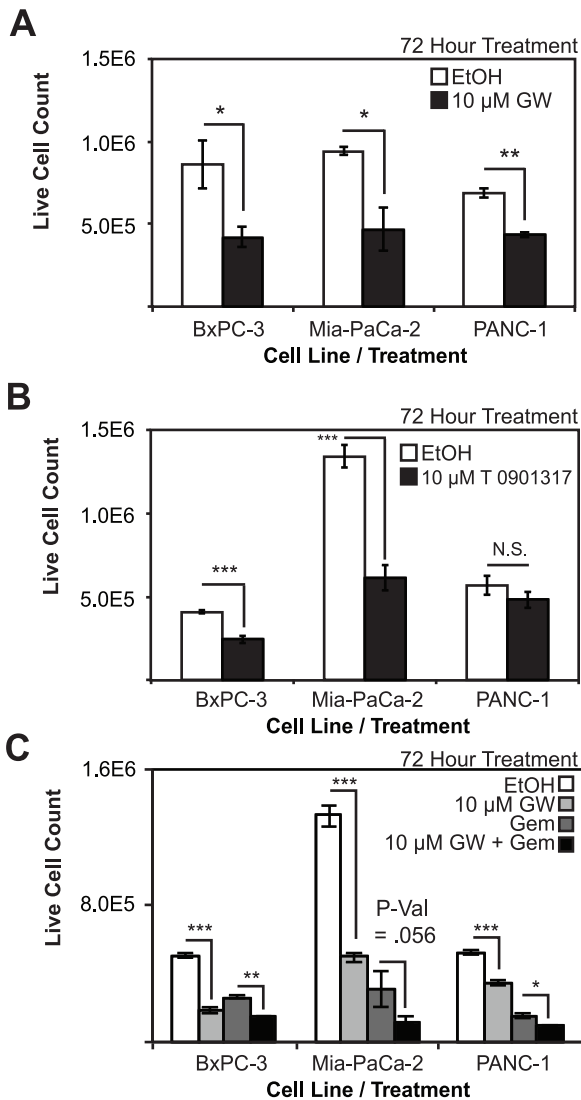 A
72 Hour Treatment
1.5E6
1.0E6
5.0E5
Live Cell Count
EtOH
10 µM GW
*
*
**
BxPC-3 Mia-PaCa-2 PANC-1
Cell Line / Treatment
B
72 Hour Treatment
1.5E6
1.0E6
5.0E5
Live Cell Count
EtOH
10 µM T 0901317
***
***
N.S.
BxPC-3 Mia-PaCa-2 PANC-1
Cell Line / Treatment
C
72 Hour Treatment
1.6E6
8.0E5
Live Cell Count
EtOH
10 µM GW
Gem
10 µM GW + Gem
***
**
***
P-Val
= .056
***
*
BxPC-3 Mia-PaCa-2 PANC-1
Cell Line / Treatment